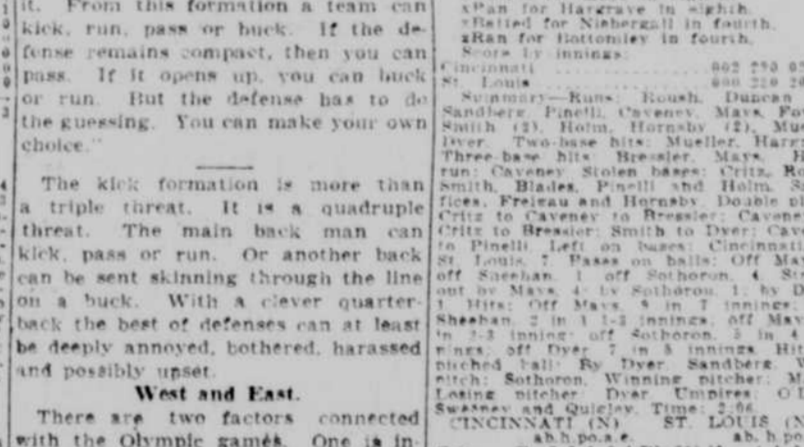 it. From this formation a team can
kick, run, pass or buck. If the de-
fense remains compact, then you can
pass. If it opens up, you can buck
or run. But the defense has to do
the guessing. You can make your own
choice."
The kick formation is more than
a triple threat. It is a quadruple
threat. The main back man can
kick, pass or run. Or another back
can be sent skinning through the line
on a buck. With a clever quarter-
back the best of defenses can at least
be deeply annoyed, bothered, harassed
and possibly upset.
West and East.
There are two factors connected
with the Olympic games. One is in-
xPan for Hargrave in eighth.
zBatted for Niebergall in fourth.
zRan for Bottomley in fourth.
Score by innings:
Cincinnati
St. Louis
Summary—Runs: Roush, Duncan
Sandberg, Pinelli, Caveney, Mays,
Smith (2), Holm, Hornsby (2),
Dyer. Two-base hits: Mueller,
Three-base hits: Bressler, Mays.
run: Caveney Stolen bases: Critz,
Smith, Blades, Pinelli and Holm.
fices, Freigau and Hornsby. Double
Critz to Caveney to Bressler;
Critz to Bressler; Smith to Dyer;
to Pinelli. Left on bases: Cincinnati
St. Louis, 7. Bases on balls: Off
off Sheehan, 1 off Sothoron, 4.
out by Mays, 4; by Sothoron, 1; by
Hits: Off Mays, 9 in 7 innings;
Sheehan, 2 in 1 1-3 innings; off
in 2-3 inning; off Sothoron, 5 in 4
nings; off Dyer 7 in 5 innings.
pitched ball: By Dyer, Sandberg.
pitch: Sothoron. Winning pitcher:
Losing pitcher Dyer. Umpires:
Sweeney and Quigley. Time: 2:06.
CINCINNATI (N) ST. LOUIS
ab.h.po.a.e. ab.